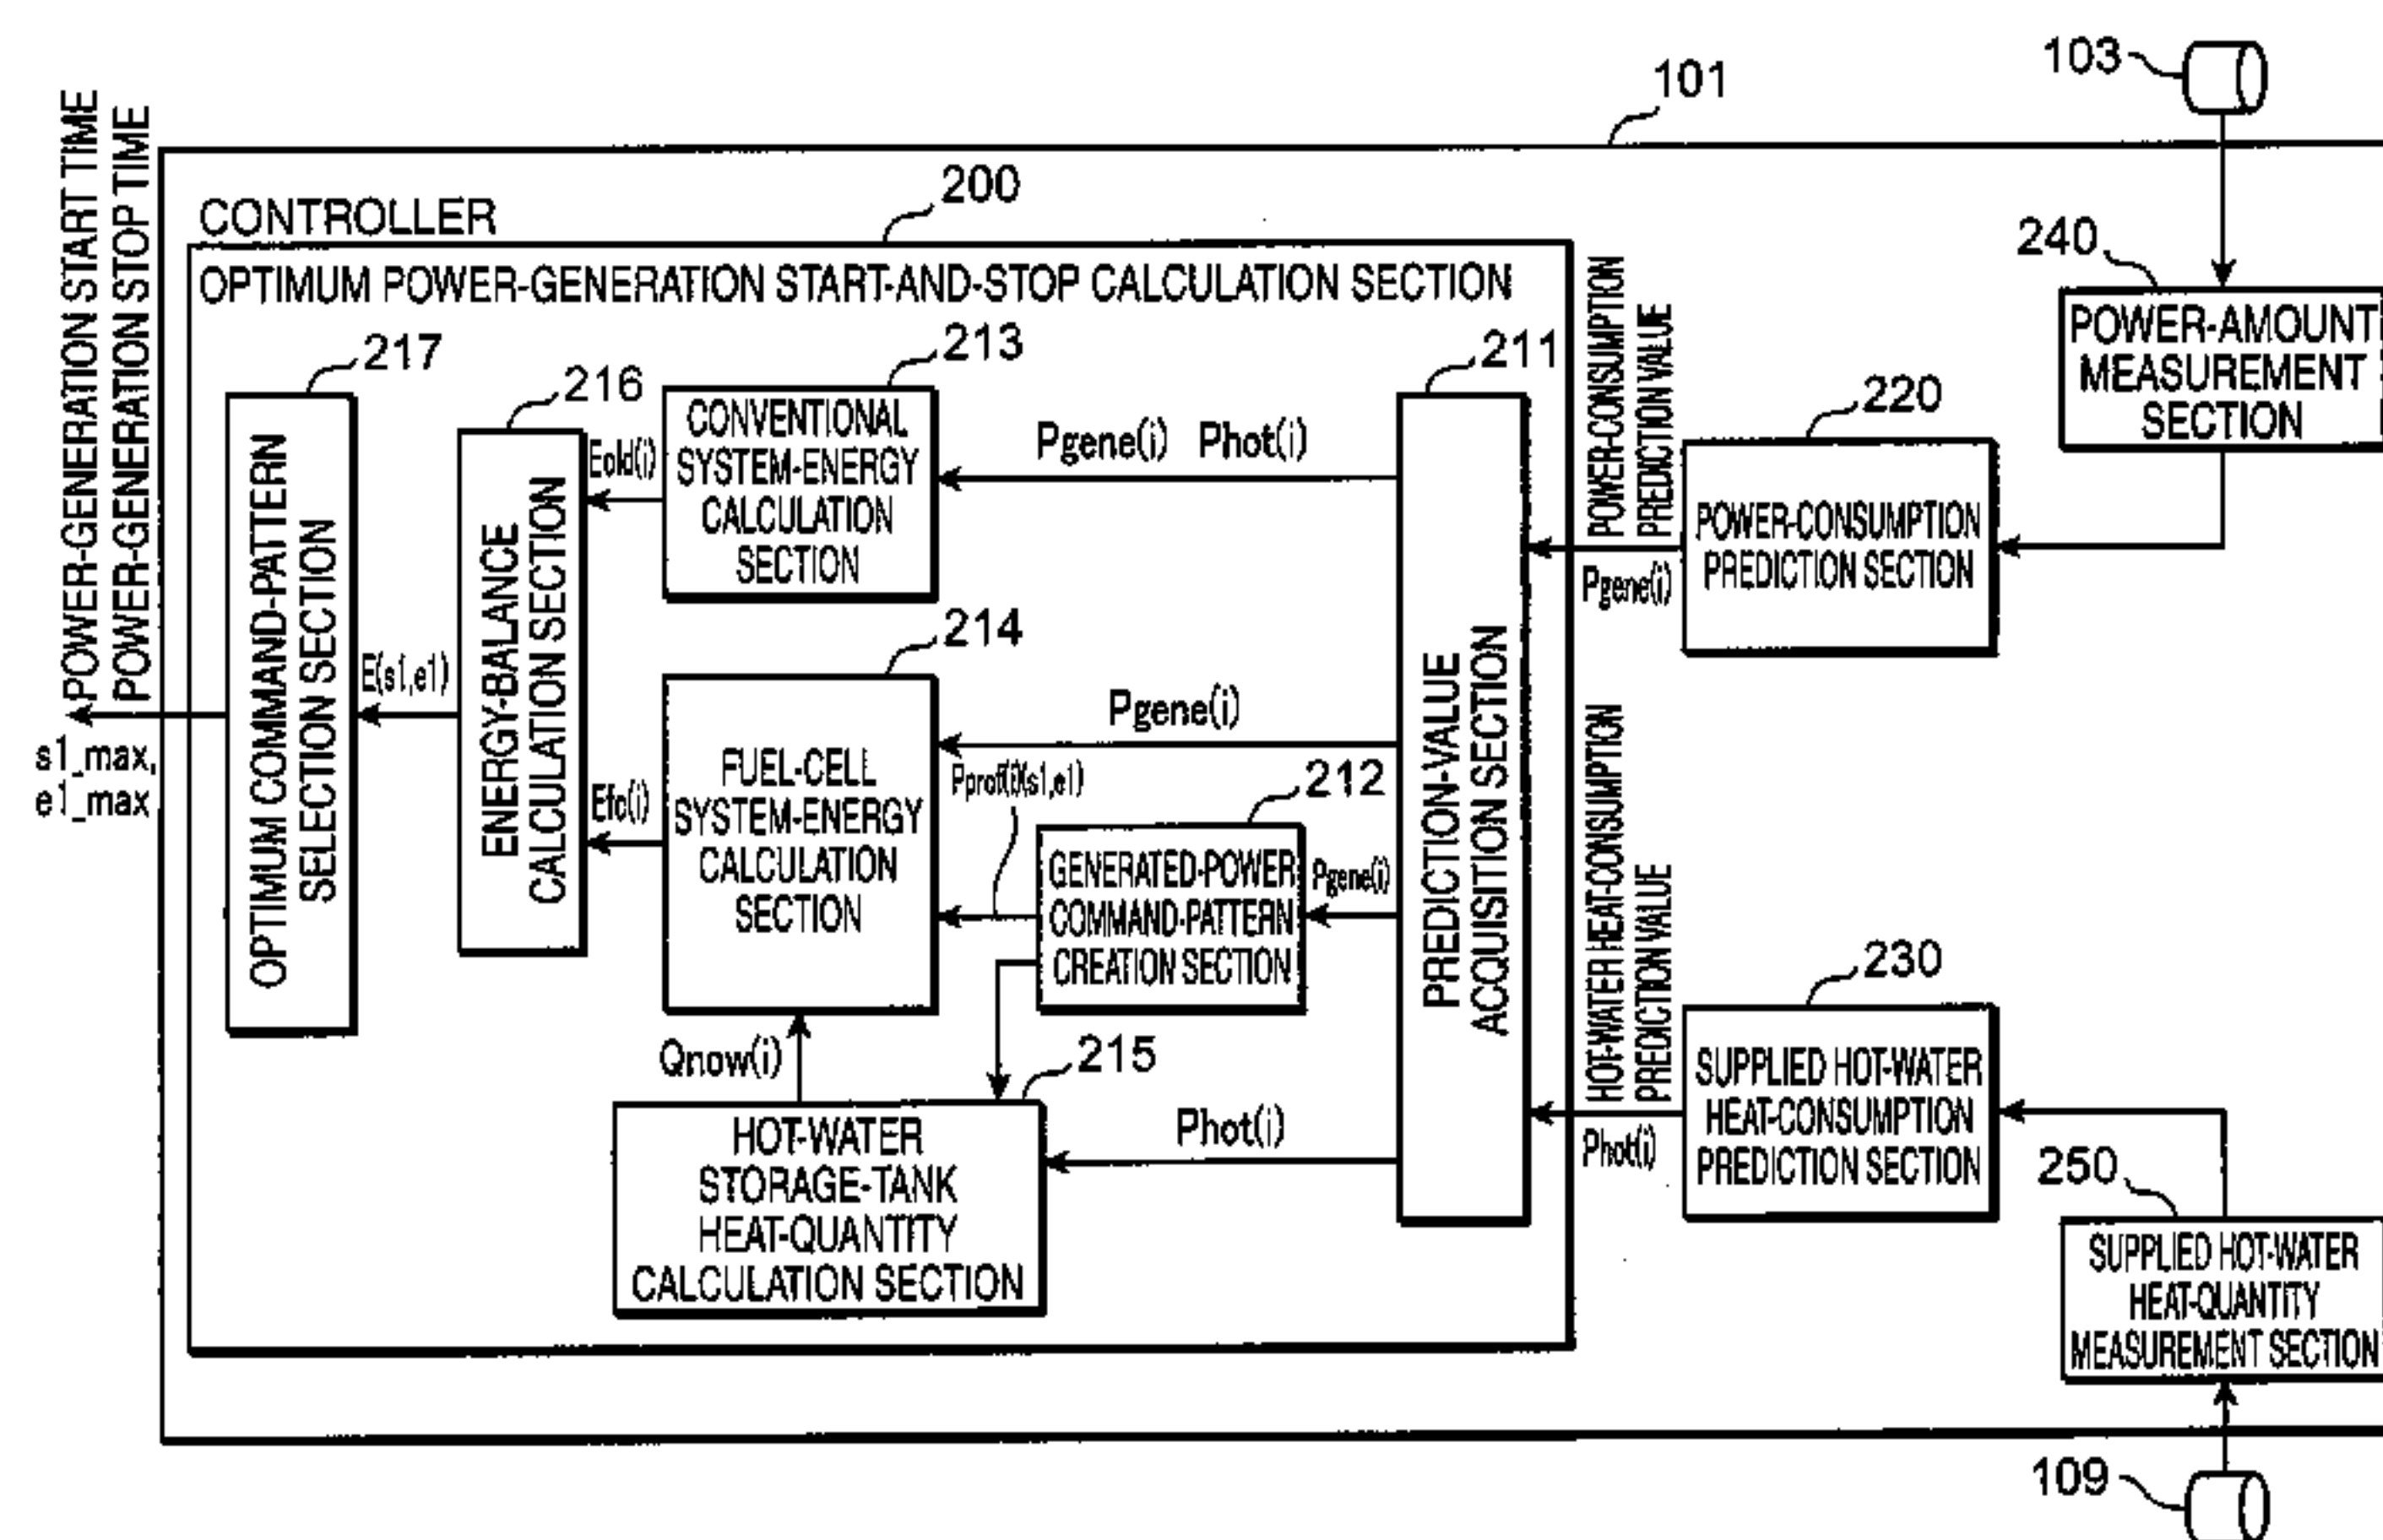 103
101
200
CONTROLLER
240
OPTIMUM POWER-GENERATION START-AND-STOP CALCULATION SECTION
POWER-GENERATION START TIME
POWER-GENERATION STOP TIME
s1_max,
e1_max
217
OPTIMUM COMMAND-PATTERN
SELECTION SECTION
E(s1,e1)
216
ENERGY-BALANCE
CALCULATION SECTION
Eold(i)
Efc(i)
213
CONVENTIONAL
SYSTEM-ENERGY
CALCULATION
SECTION
Pgene(i) Phot(i)
214
FUEL-CELL
SYSTEM-ENERGY
CALCULATION
SECTION
Pgene(i)
Pprof(i)(s1,e1)
212
GENERATED-POWER
COMMAND-PATTERN
CREATION SECTION
Pgene(i)
Qnow(i)
215
HOT-WATER
STORAGE-TANK
HEAT-QUANTITY
CALCULATION SECTION
Phot(i)
211
PREDICTION-VALUE
ACQUISITION SECTION
POWER-CONSUMPTION
PREDICTION VALUE
Pgene(i)
HOT-WATER HEAT-CONSUMPTION
PREDICTION VALUE
Phot(i)
220
POWER-CONSUMPTION
PREDICTION SECTION
POWER-AMOUNT
MEASUREMENT
SECTION
230
SUPPLIED HOT-WATER
HEAT-CONSUMPTION
PREDICTION SECTION
250
SUPPLIED HOT-WATER
HEAT-QUANTITY
MEASUREMENT SECTION
109